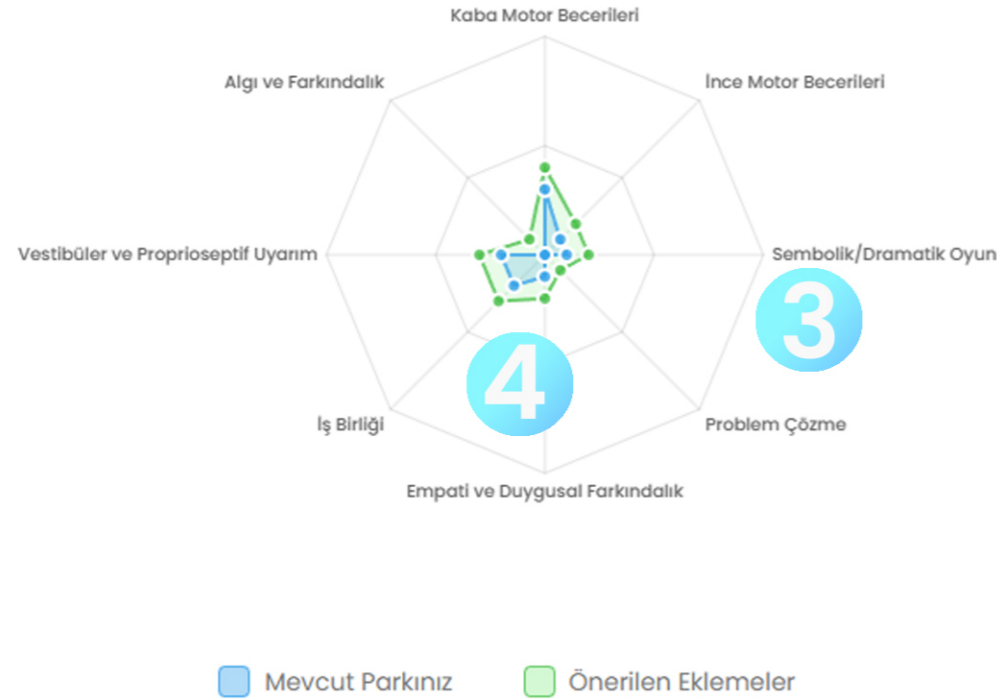 Kaba Motor Becerileri
Algı ve Farkındalık
İnce Motor Becerileri
Vestibüler ve Proprioseptif Uyarım
Sembolik/Dramatik Oyun
3
4
İş Birliği
Problem Çözme
Empati ve Duygusal Farkındalık
Mevcut Parkınız
Önerilen Eklemeler